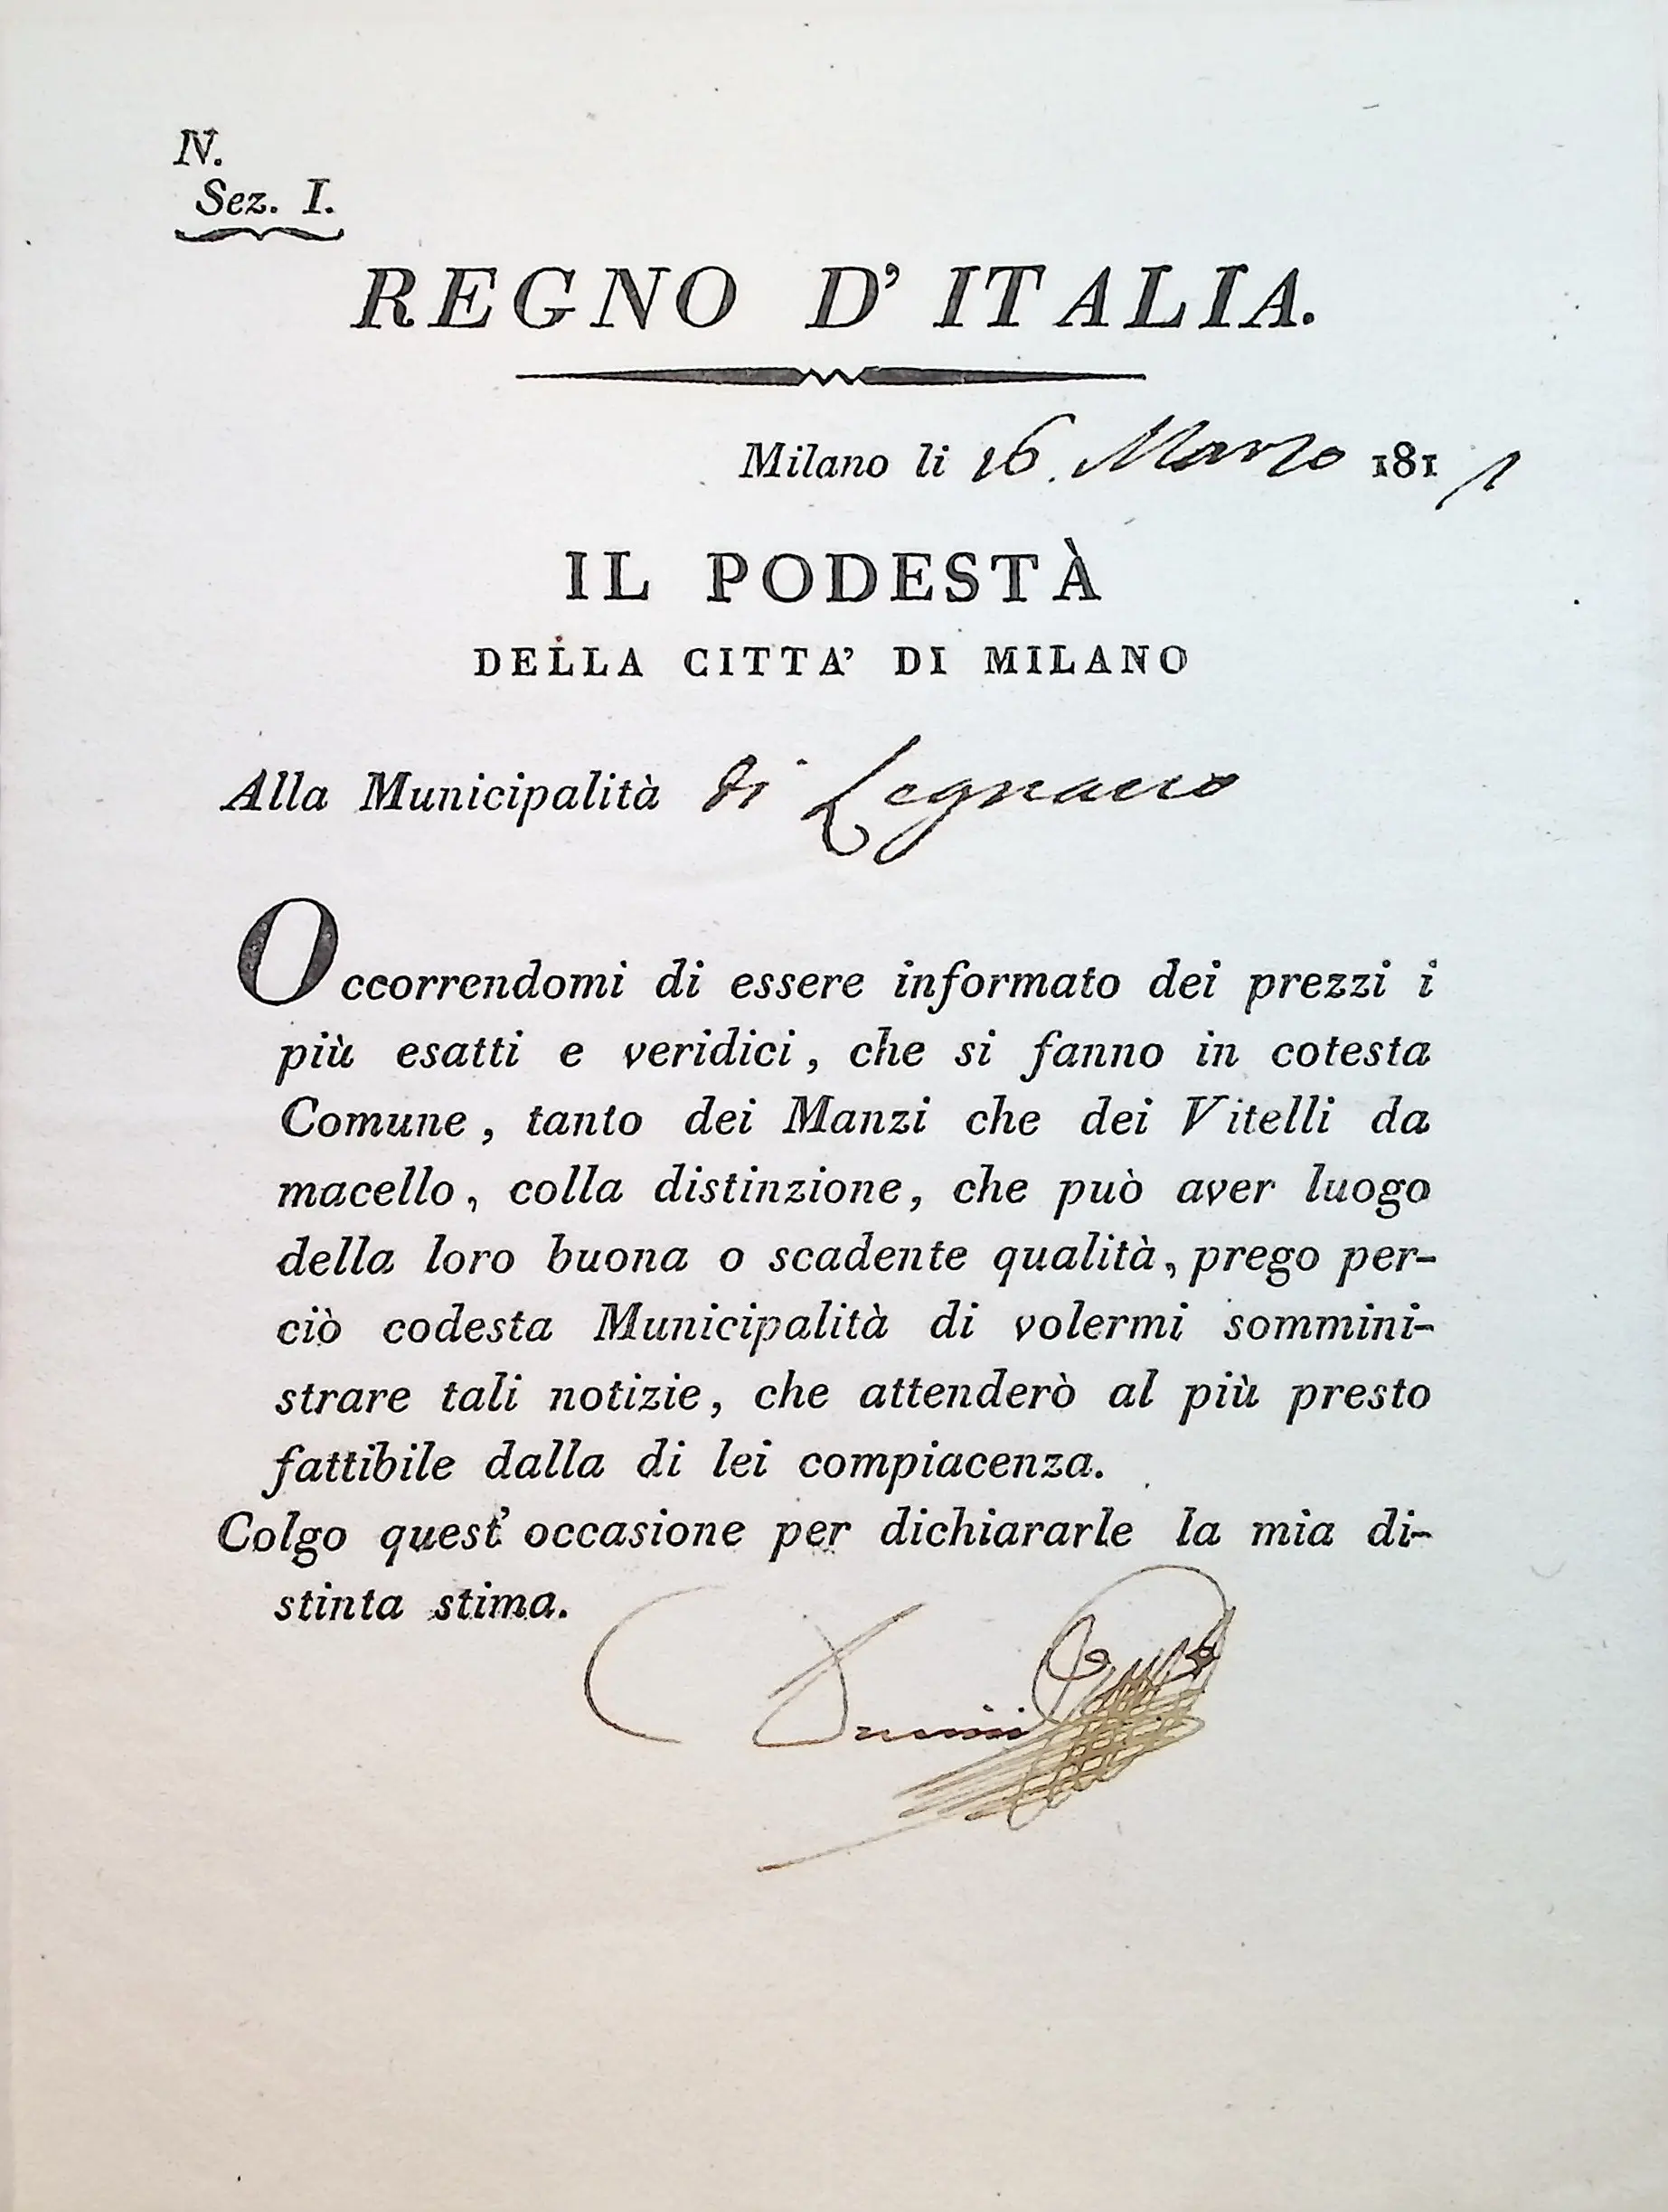 N.
Sez. I.
REGNO D' ITALIA.
Milano li 16. Marzo 1811
IL PODESTÀ
DELLA CITTA' DI MILANO
Alla Municipalità di Legnano
Occorrendomi di essere informato dei prezzi i
più esatti e veridici, che si fanno in cotesta
Comune, tanto dei Manzi che dei Vitelli da
macello, colla distinzione, che può aver luogo
della loro buona o scadente qualità, prego per-
ciò codesta Municipalità di volermi sommini-
strare tali notizie, che attenderò al più presto
fattibile dalla di lei compiacenza.
Colgo quest' occasione per dichiararle la mia di-
stinta stima.